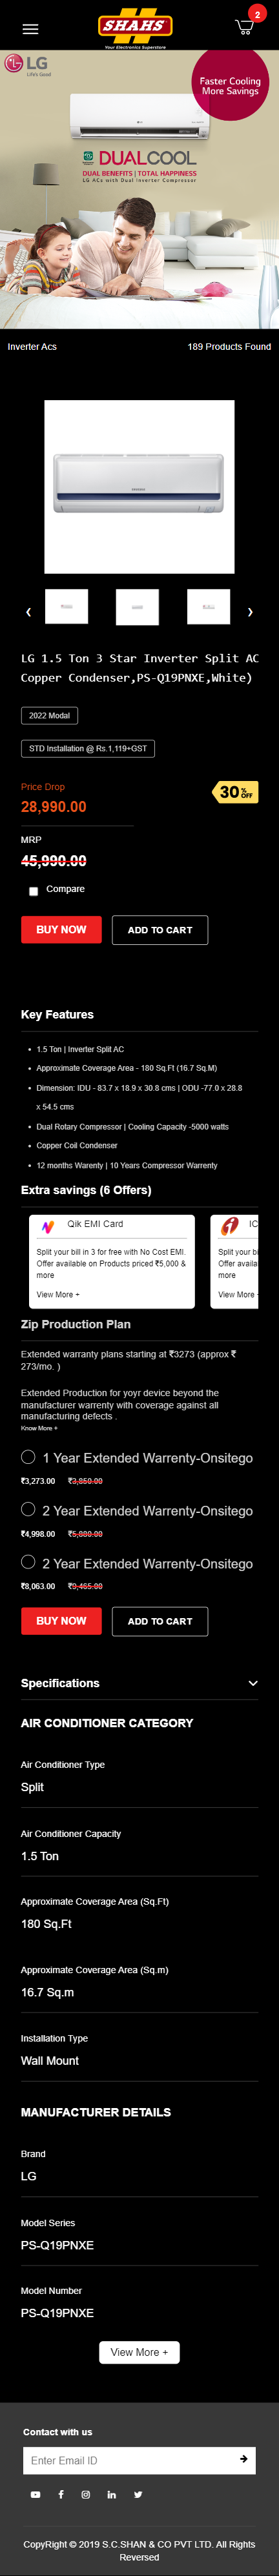 2
SHAHS
Your Electronics Superstore
LG
Life's Good
Faster Cooling
More Savings
DUALCOOL
DUAL BENEFITS | TOTAL HAPPINESS
LG ACs with Dual Inverter Compressor
Inverter Acs
189 Products Found
LG 1.5 Ton 3 Star Inverter Split AC
Copper Condenser,PS-Q19PNXE,White)
2022 Modal
STD Installation @ Rs.1,119+GST
Price Drop
28,990.00
30% OFF
MRP
45,990.00
Compare
BUY NOW
ADD TO CART
Key Features
1.5 Ton | Inverter Split AC
Approximate Coverage Area - 180 Sq.Ft (16.7 Sq.M)
Dimension: IDU - 83.7 x 18.9 x 30.8 cms | ODU -77.0 x 28.8
x 54.5 cms
Dual Rotary Compressor | Cooling Capacity -5000 watts
Copper Coil Condenser
12 months Warenty | 10 Years Compressor Warrenty
Extra savings (6 Offers)
Qik EMI Card
Split your bill in 3 for free with No Cost EMI.
Offer available on Products priced ₹5,000 &
more
View More +
IC
Split your bi
Offer availa
more
View More
Zip Production Plan
Extended warranty plans starting at ₹3273 (approx ₹
273/mo. )
Extended Production for yoyr device beyond the
manufacturer warrenty with coverage against all
manufacturing defects .
Know More +
1 Year Extended Warrenty-Onsitego
₹3,273.00 ₹3,850.00
2 Year Extended Warrenty-Onsitego
₹4,998.00 ₹5,880.00
2 Year Extended Warrenty-Onsitego
₹8,063.00 ₹9,465.00
BUY NOW
ADD TO CART
Specifications
AIR CONDITIONER CATEGORY
Air Conditioner Type
Split
Air Conditioner Capacity
1.5 Ton
Approximate Coverage Area (Sq.Ft)
180 Sq.Ft
Approximate Coverage Area (Sq.m)
16.7 Sq.m
Installation Type
Wall Mount
MANUFACTURER DETAILS
Brand
LG
Model Series
PS-Q19PNXE
Model Number
PS-Q19PNXE
View More +
Contact with us
Enter Email ID
CopyRight © 2019 S.C.SHAN & CO PVT LTD. All Rights
Reversed